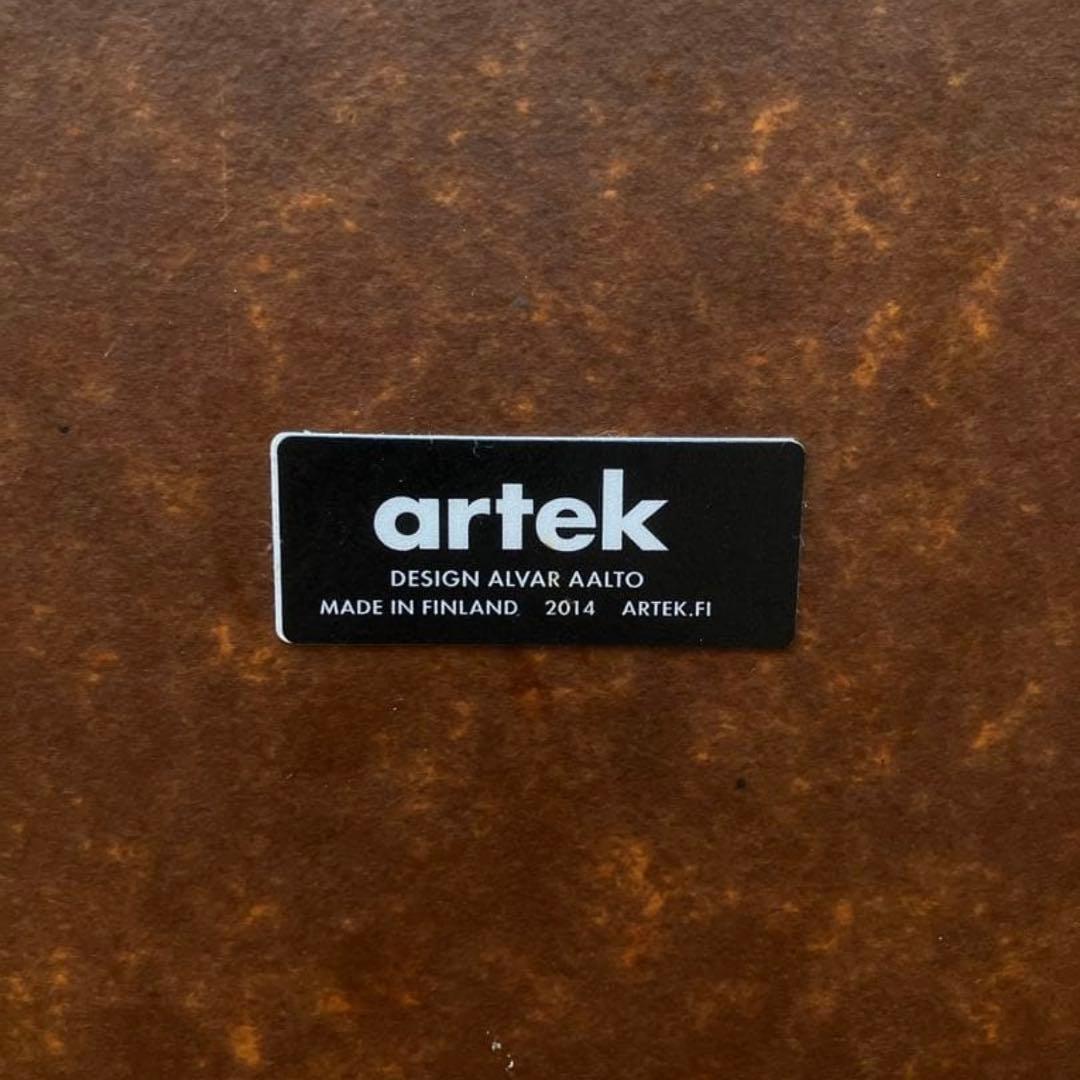 artek
DESIGN ALVAR AALTO
MADE IN FINLAND 2014 ARTEK.FI